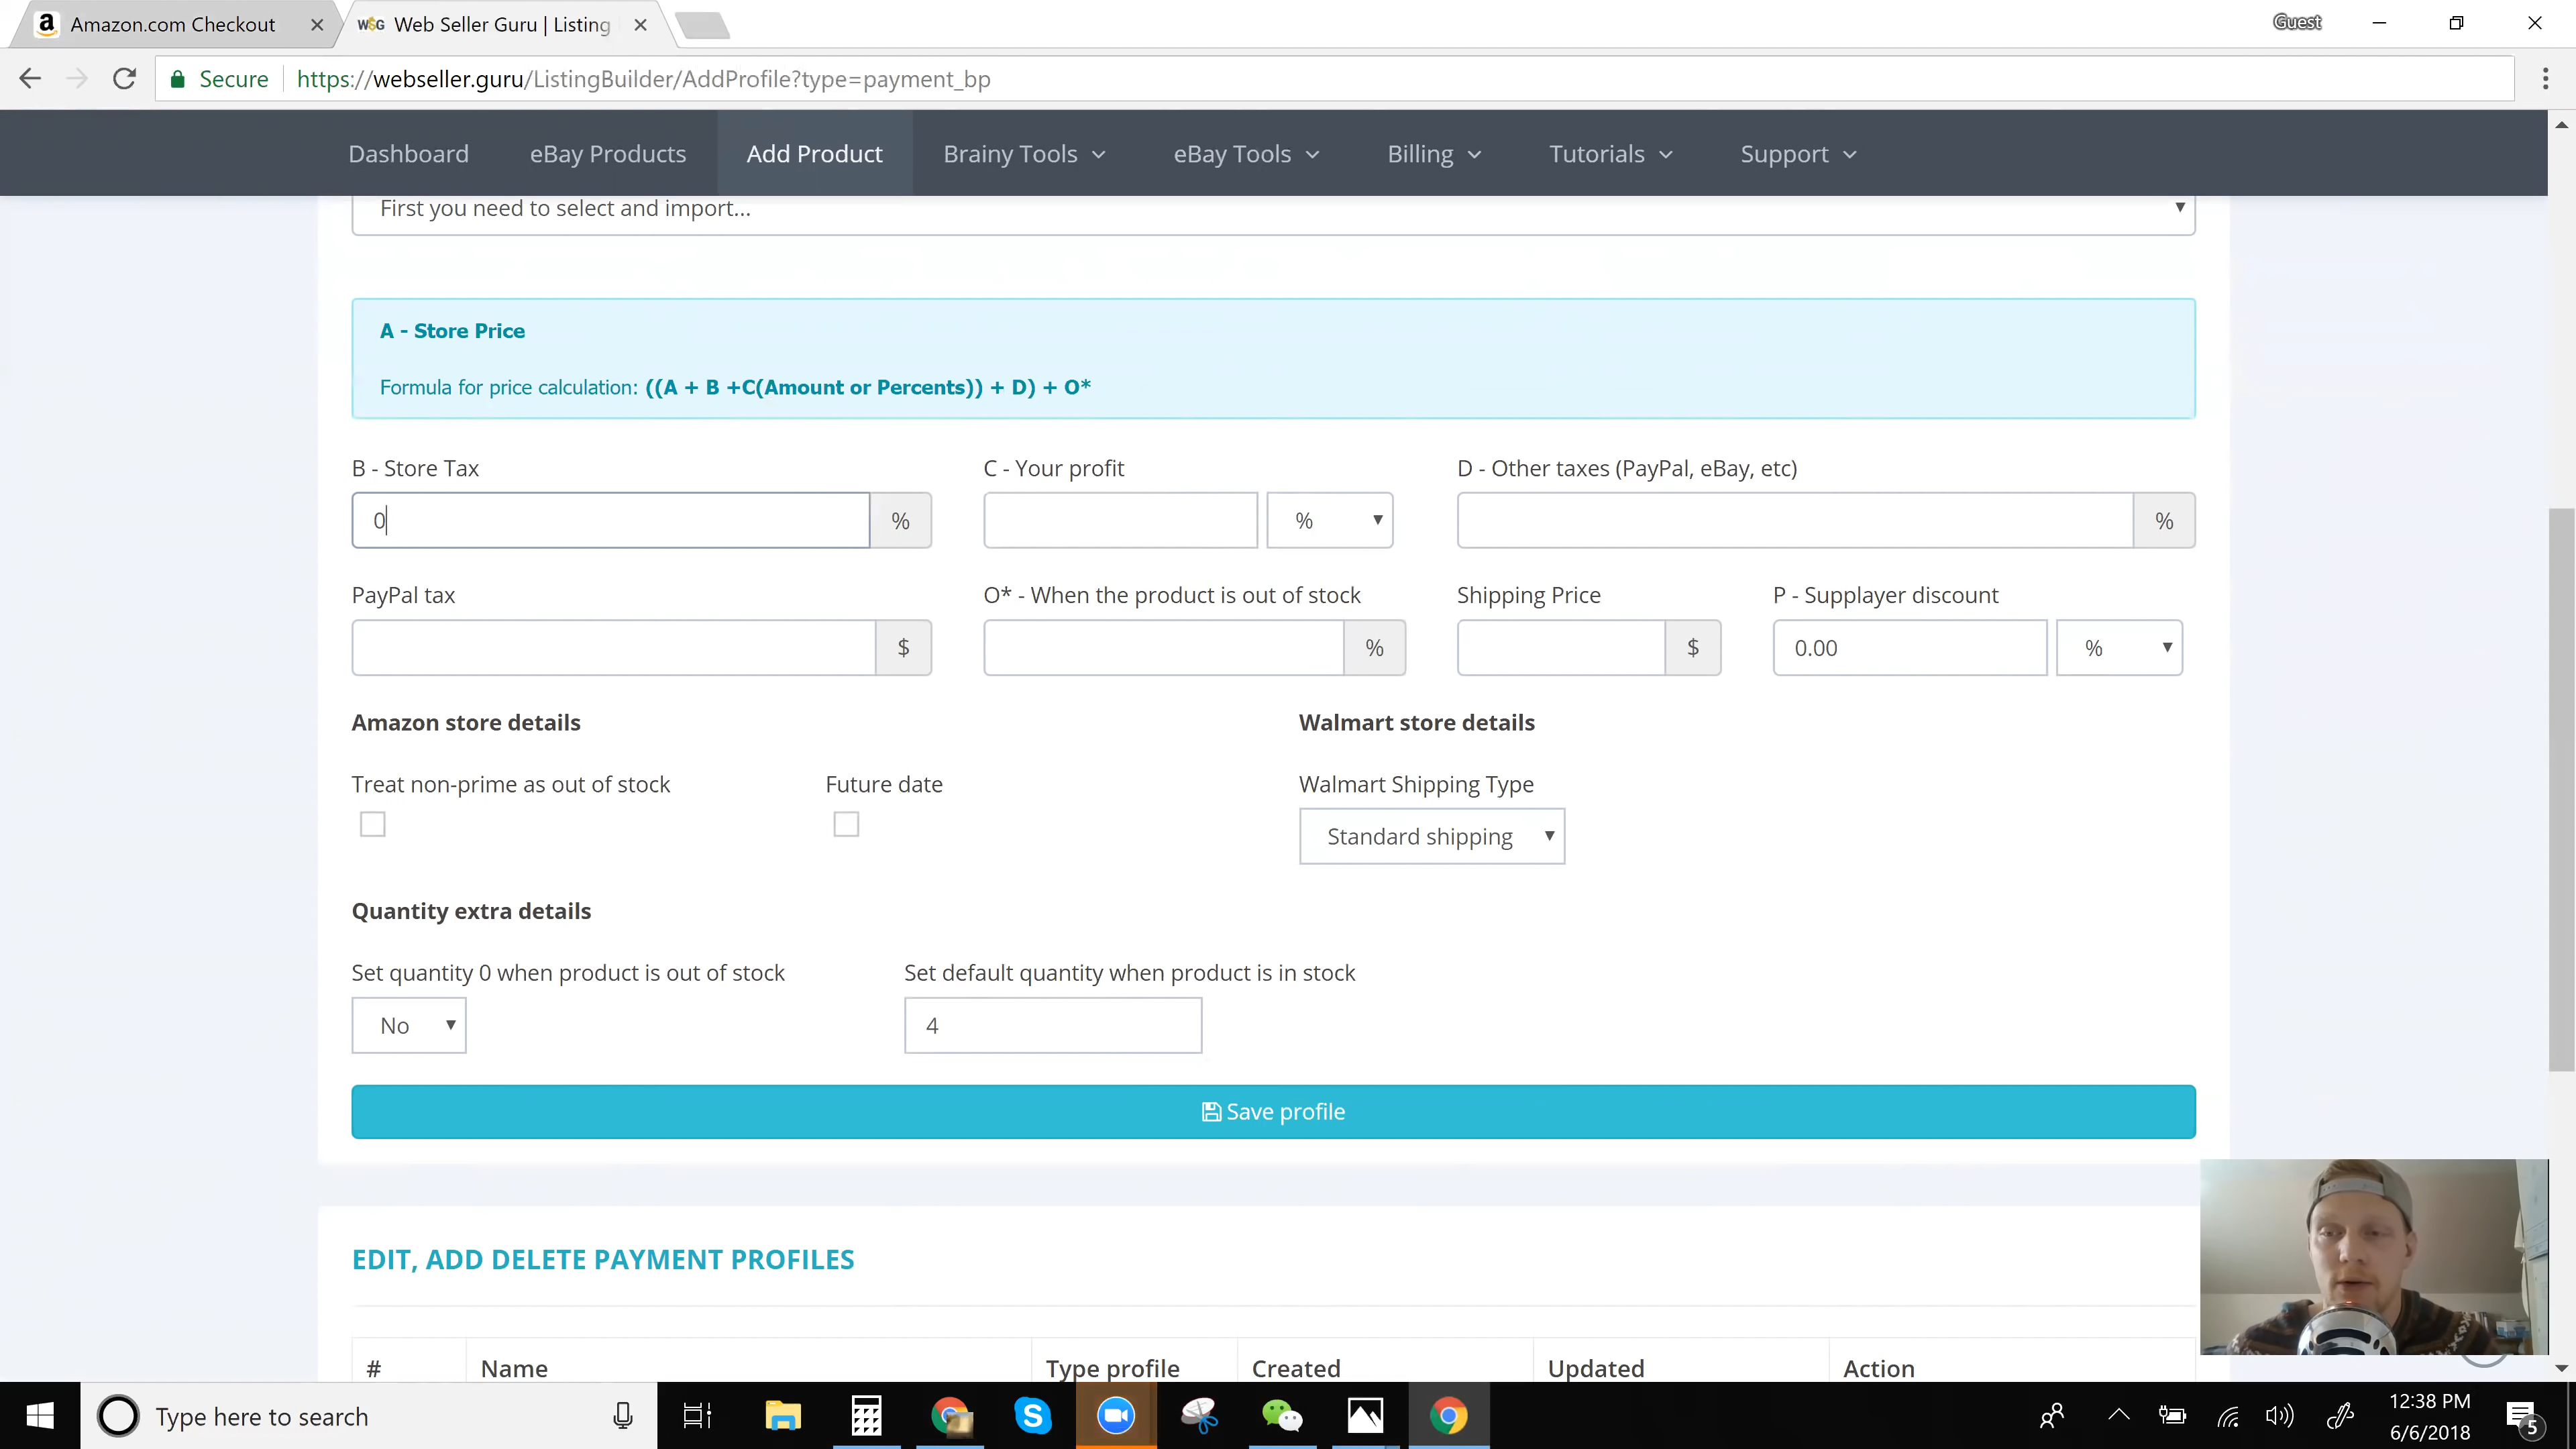 Amazon.com Checkout
W$G Web Seller Guru | Listing
Guest
Secure https://webseller.guru/ListingBuilder/AddProfile?type=payment_bp
Dashboard eBay Products Add Product Brainy Tools eBay Tools Billing Tutorials Support
First you need to select and import...
A - Store Price
Formula for price calculation: ((A + B +C(Amount or Percents)) + D) + O*
B - Store Tax C - Your profit D - Other taxes (PayPal, eBay, etc)
0 % % %
PayPal tax O* - When the product is out of stock Shipping Price P - Supplayer discount
$ % $ 0.00 %
Amazon store details Walmart store details
Treat non-prime as out of stock Future date Walmart Shipping Type
Standard shipping
Quantity extra details
Set quantity 0 when product is out of stock Set default quantity when product is in stock
No 4
Save profile
EDIT, ADD DELETE PAYMENT PROFILES
# Name Type profile Created Updated Action
Type here to search
12:38 PM
6/6/2018
5